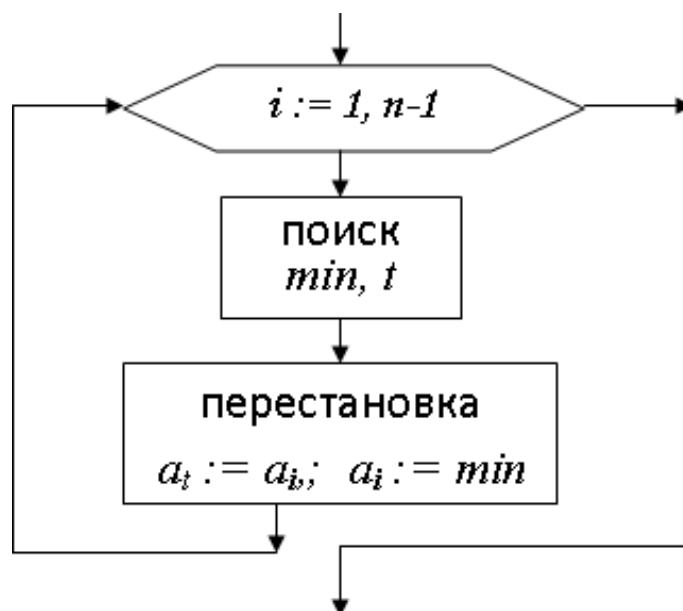 i := 1, n-1
поиск
min, t
перестановка
aₜ := aᵢ,; aᵢ := min